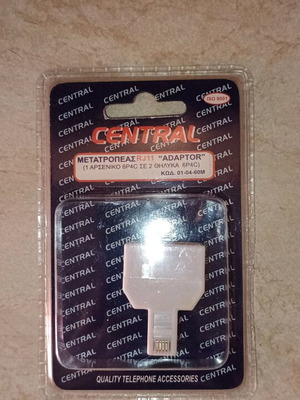 CENTRAL
ISO 9001
CENTRAL
ΜΕΤΑΤΡΟΠΕΑΣ RJ11 "ADAPTOR"
(1 ΑΡΣΕΝΙΚΟ 6P4C ΣΕ 2 ΘΗΛΥΚΑ 6P4C)
ΚΩΔ. 01-04-60M
QUALITY TELEPHONE ACCESSORIES